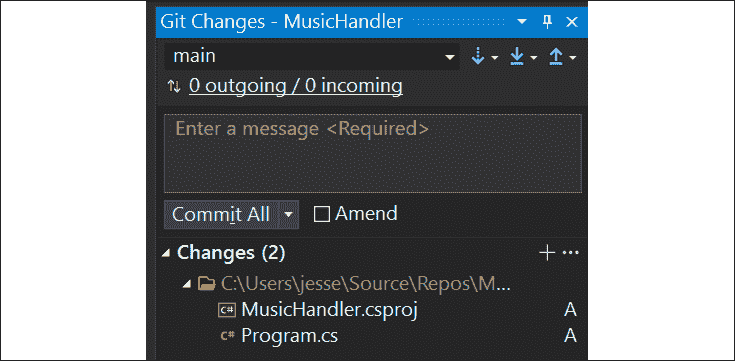 Git Changes - MusicHandler
main
0 outgoing / 0 incoming
Enter a message <Required>
Commit All Amend
Changes (2)
C:\Users\jesse\Source\Repos\M...
C# MusicHandler.csproj A
C# Program.cs A